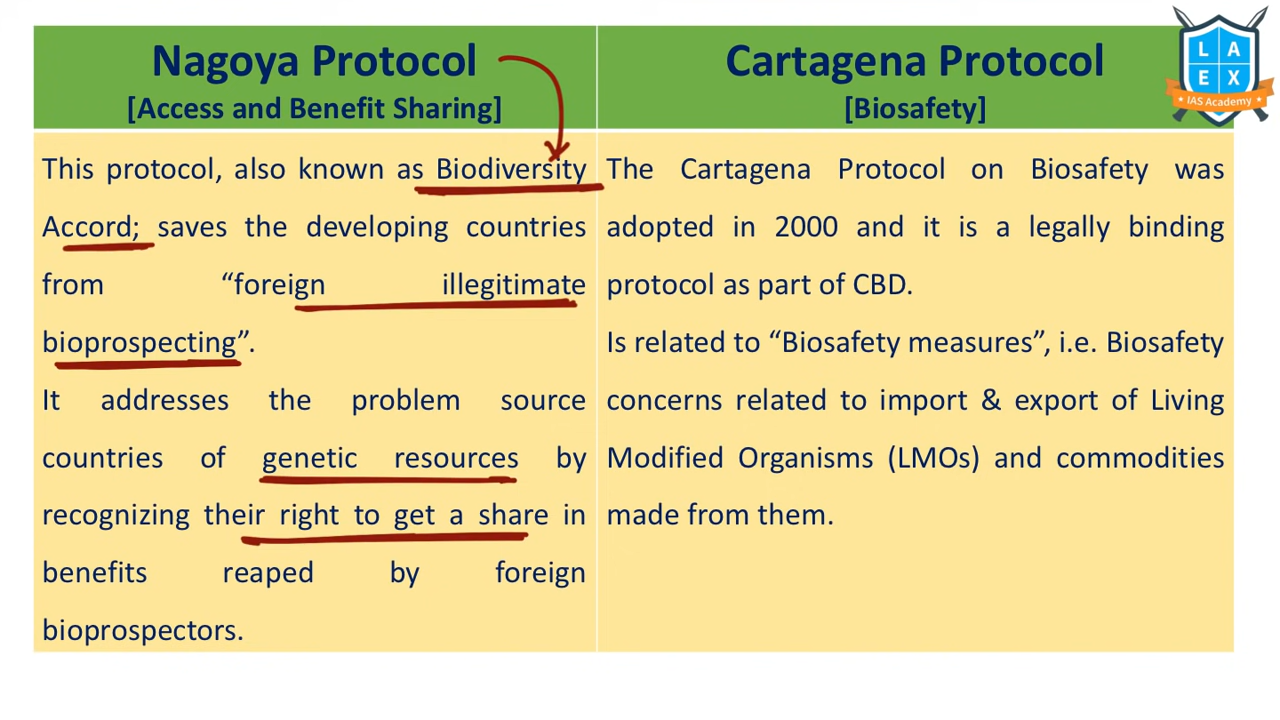 Nagoya Protocol
[Access and Benefit Sharing]
This protocol, also known as Biodiversity
Accord; saves the developing countries
from "foreign illegitimate
bioprospecting".
It addresses the problem source
countries of genetic resources by
recognizing their right to get a share in
benefits reaped by foreign
bioprospectors.
Cartagena Protocol
[Biosafety]
The Cartagena Protocol on Biosafety was
adopted in 2000 and it is a legally binding
protocol as part of CBD.
Is related to "Biosafety measures", i.e. Biosafety
concerns related to import & export of Living
Modified Organisms (LMOs) and commodities
made from them.
L A
E X
IAS Academy